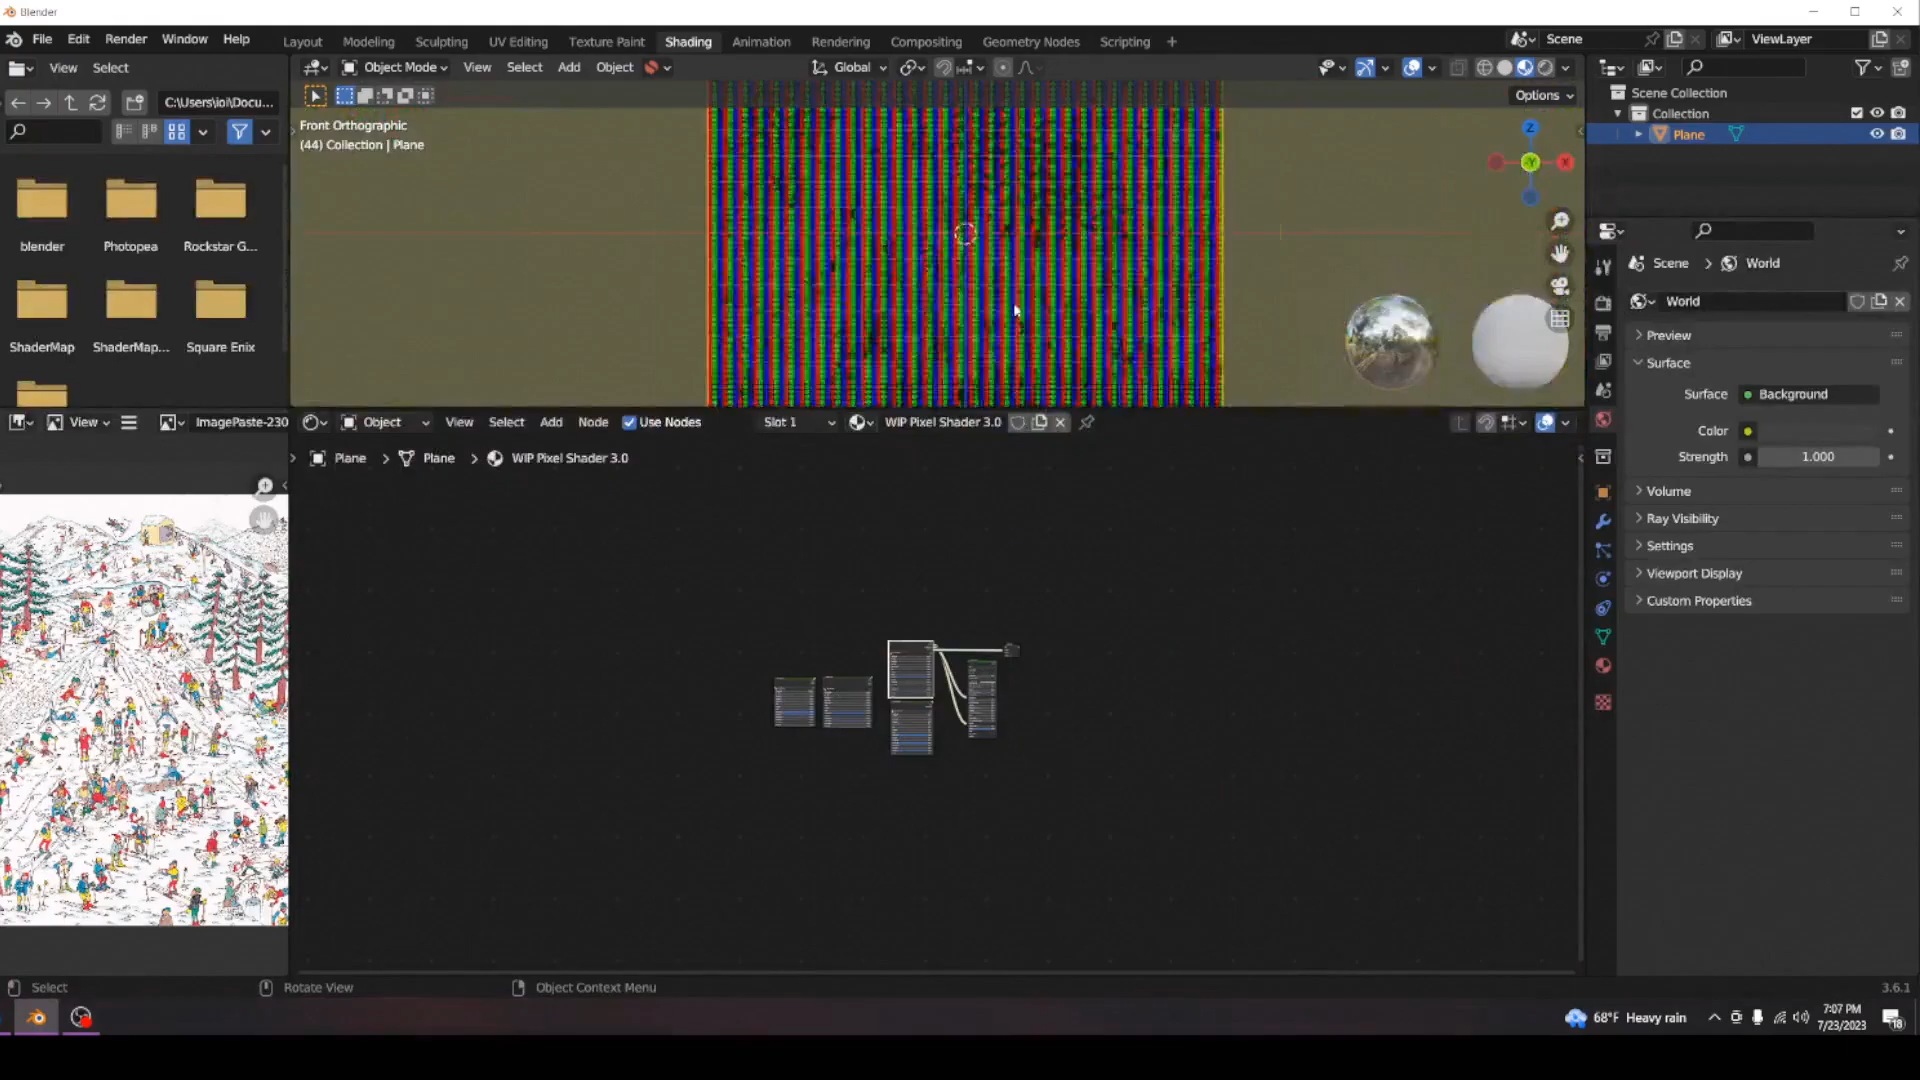 Blender
File Edit Render Window Help
Layout Modeling Sculpting UV Editing Texture Paint Shading Animation Rendering Compositing Geometry Nodes Scripting +
Scene
ViewLayer
View Select
Object Mode View Select Add Object
Global
C:\Users\ioi\Docu...
Options
Front Orthographic
(44) Collection | Plane
Z
Y
X
Scene Collection
Collection
Plane
blender
Photopea
Rockstar G...
ShaderMap
ShaderMap...
Square Enix
Scene > World
World
Preview
Surface
Surface Background
Color
Strength 1.000
Volume
Ray Visibility
Settings
Viewport Display
Custom Properties
View
ImagePaste-230
Object View Select Add Node Use Nodes
Slot 1
WIP Pixel Shader 3.0
Plane > Plane > WIP Pixel Shader 3.0
Select
Rotate View
Object Context Menu
3.6.1
68°F Heavy rain
7:07 PM
7/23/2023
18